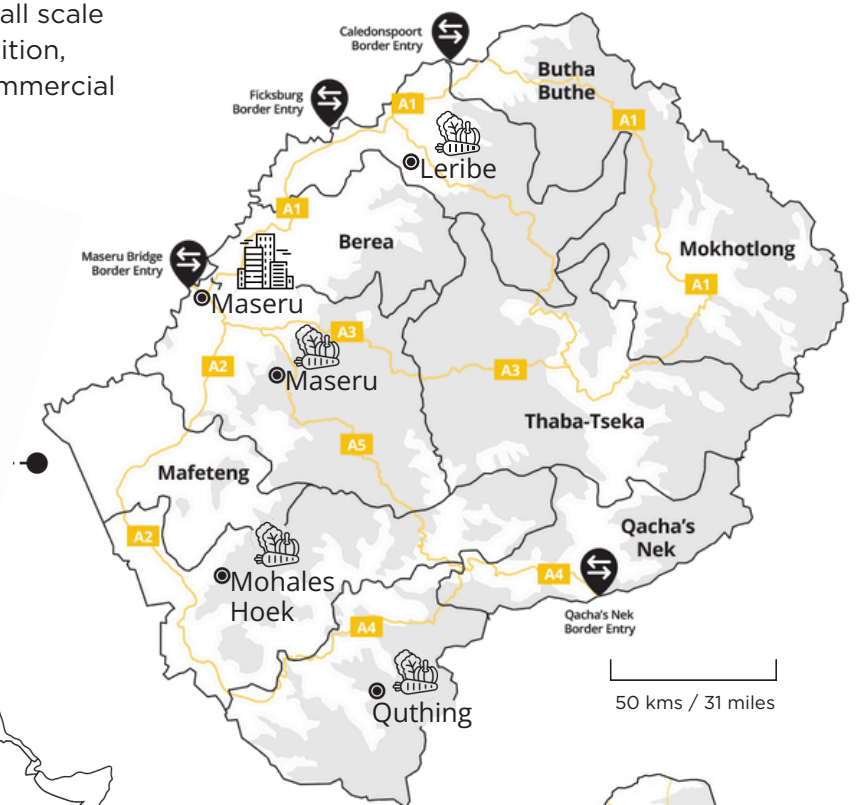 all scale
ition,
mmercial
Caledonspoort
Border Entry
Butha
Buthe
Ficksburg
Border Entry
A1
A1
Leribe
A1
Berea
Mokhotlong
Maseru Bridge
Border Entry
A1
Maseru
A3
A2
Maseru
A3
Thaba-Tseka
A5
Mafeteng
Qacha's
Nek
A2
A4
Mohales
Hoek
Qacha's Nek
Border Entry
A4
50 kms / 31 miles
Quthing